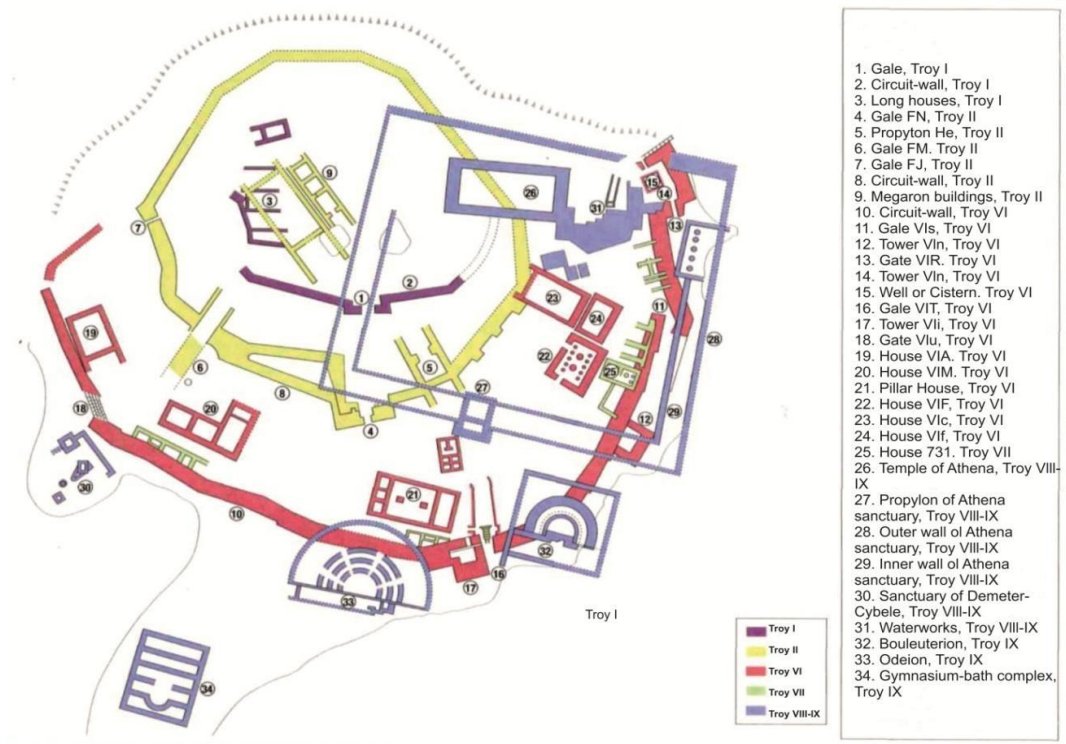 1. Gale, Troy I
2. Circuit-wall, Troy I
3. Long houses, Troy I
4. Gale FN, Troy II
5. Propyton He, Troy II
6. Gale FM. Troy II
7. Gale FJ, Troy II
8. Circuit-wall, Troy II
9. Megaron buildings, Troy II
10. Circuit-wall, Troy VI
11. Gale VIs, Troy VI
12. Tower VIn, Troy VI
13. Gate VIR. Troy VI
14. Tower VIn, Troy VI
15. Well or Cistern. Troy VI
16. Gale VIT, Troy VI
17. Tower VIi, Troy VI
18. Gate VIu, Troy VI
19. House VIA. Troy VI
20. House VIM. Troy VI
21. Pillar House, Troy VI
22. House VIF, Troy VI
23. House VIc, Troy VI
24. House VIf, Troy VI
25. House 731. Troy VII
26. Temple of Athena, Troy VIII-
IX
27. Propylon of Athena
sanctuary, Troy VIII-IX
28. Outer wall ol Athena
sanctuary, Troy VIII-IX
29. Inner wall ol Athena
sanctuary, Troy VIII-IX
30. Sanctuary of Demeter-
Cybele, Troy VIII-IX
31. Waterworks, Troy VIII-IX
32. Bouleuterion, Troy IX
33. Odeion, Troy IX
34. Gymnasium-bath complex,
Troy IX
9
3
26
15
14
31
13
7
2
1
23
11
24
19
28
22
5
25
6
27
8
18
20
29
12
4
30
21
10
32
16
17
33
34
Troy I
Troy I
Troy II
Troy VI
Troy VII
Troy VIII-IX